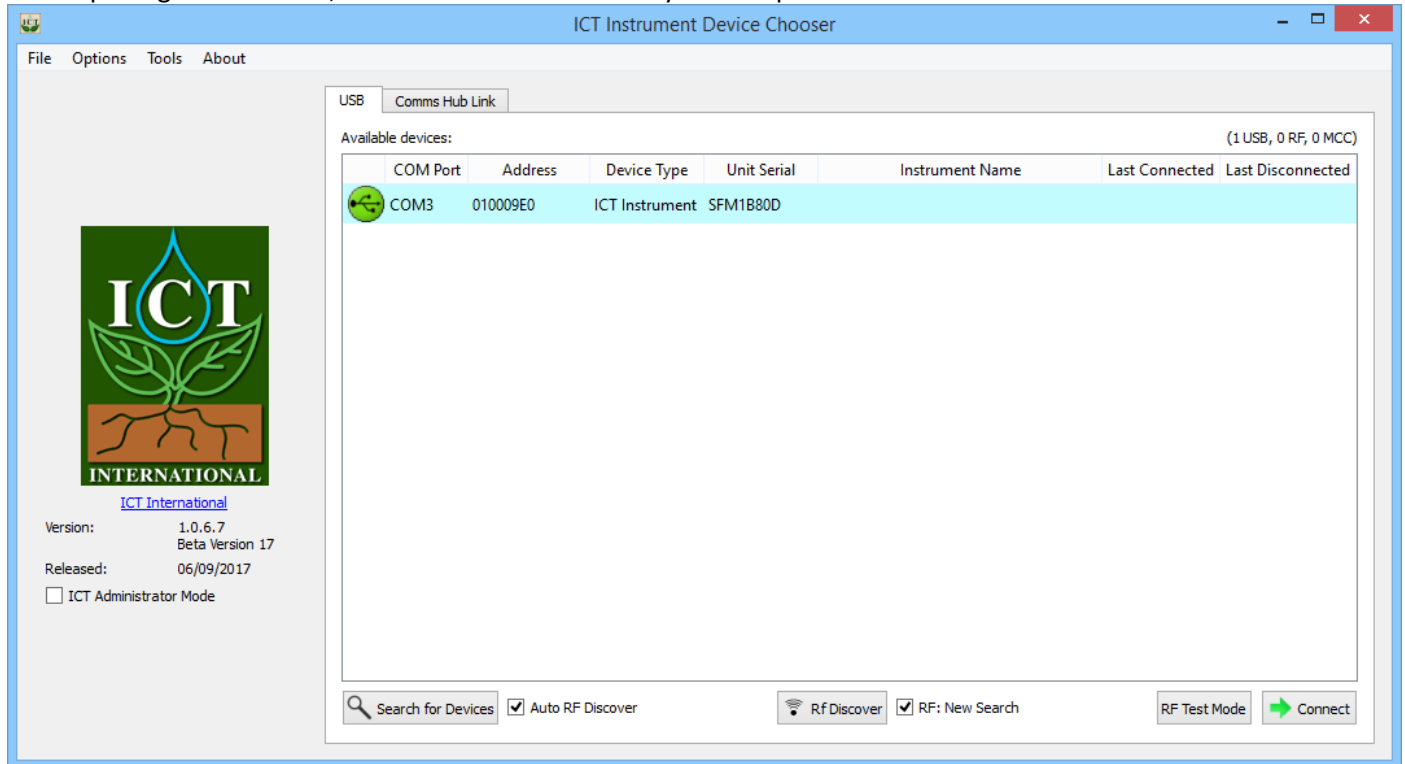 ICT Instrument Device Chooser
File Options Tools About
USB Comms Hub Link
Available devices: (1 USB, 0 RF, 0 MCC)
COM Port Address Device Type Unit Serial Instrument Name Last Connected Last Disconnected
COM3 010009E0 ICT Instrument SFM1B80D
ICT
INTERNATIONAL
ICT International
Version: 1.0.6.7
Beta Version 17
Released: 06/09/2017
ICT Administrator Mode
Search for Devices Auto RF Discover Rf Discover RF: New Search RF Test Mode Connect